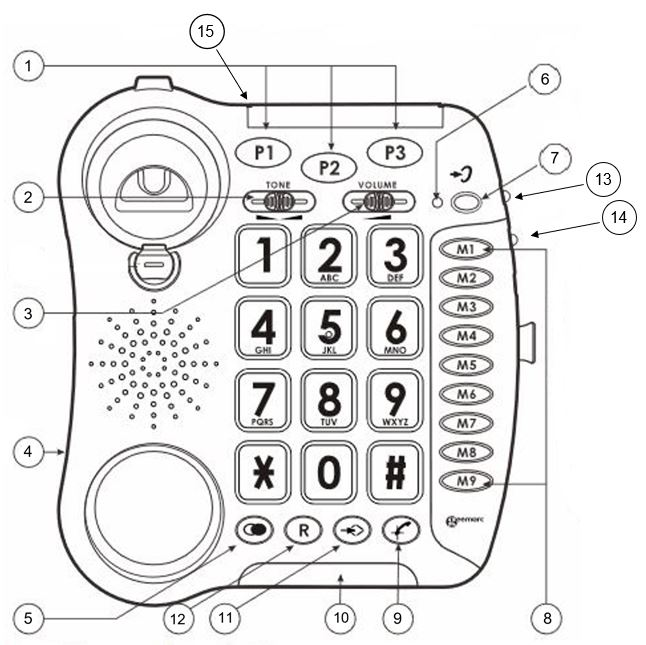 15
1
6
P1 P2 P3
7
TONE VOLUME
2
13
14
1 2 ABC 3 DEF
M1
M2
3
M3
4 GHI 5 JKL 6 MNO
M4
M5
7 PQRS 8 TUV 9 WXYZ
M6
M7
4
M8
* 0 #
M9
geemarc
R
5 12 11 10 9 8